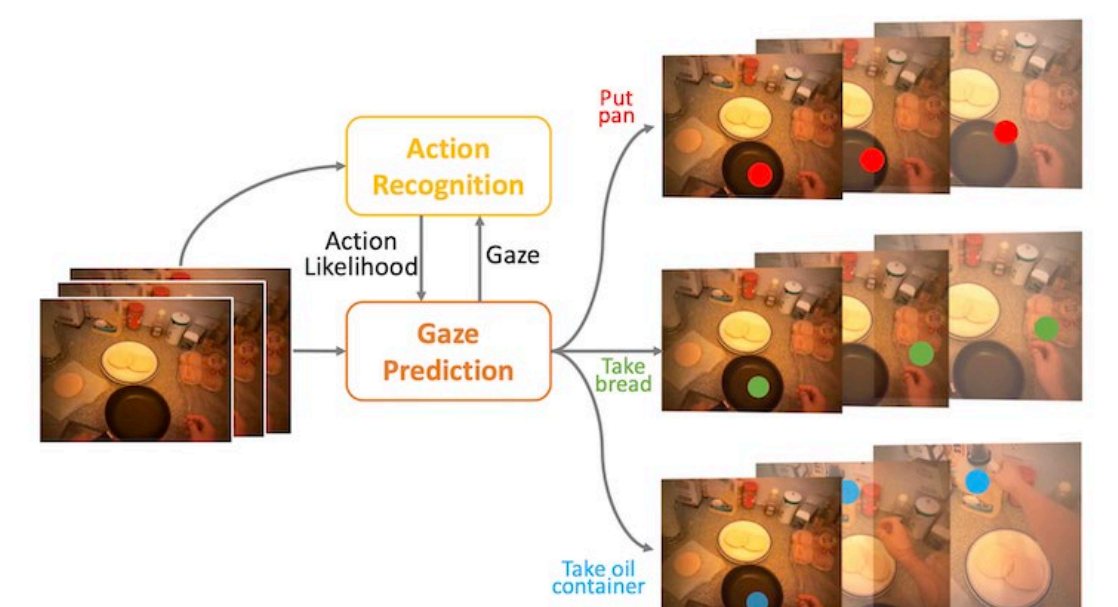 Action
Recognition
Action
Likelihood
Gaze
Gaze
Prediction
Put
pan
Take
bread
Take oil
container